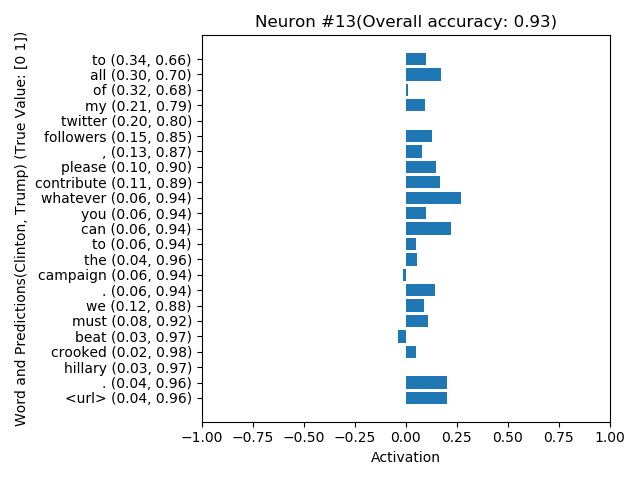 Neuron #13(Overall accuracy: 0.93)
Word and Predictions(Clinton, Trump) (True Value: [0 1])
to (0.34, 0.66)
all (0.30, 0.70)
of (0.32, 0.68)
my (0.21, 0.79)
twitter (0.20, 0.80)
followers (0.15, 0.85)
, (0.13, 0.87)
please (0.10, 0.90)
contribute (0.11, 0.89)
whatever (0.06, 0.94)
you (0.06, 0.94)
can (0.06, 0.94)
to (0.06, 0.94)
the (0.04, 0.96)
campaign (0.06, 0.94)
. (0.06, 0.94)
we (0.12, 0.88)
must (0.08, 0.92)
beat (0.03, 0.97)
crooked (0.02, 0.98)
hillary (0.03, 0.97)
. (0.04, 0.96)
<url> (0.04, 0.96)
−1.00 −0.75 −0.50 −0.25 0.00 0.25 0.50 0.75 1.00
Activation